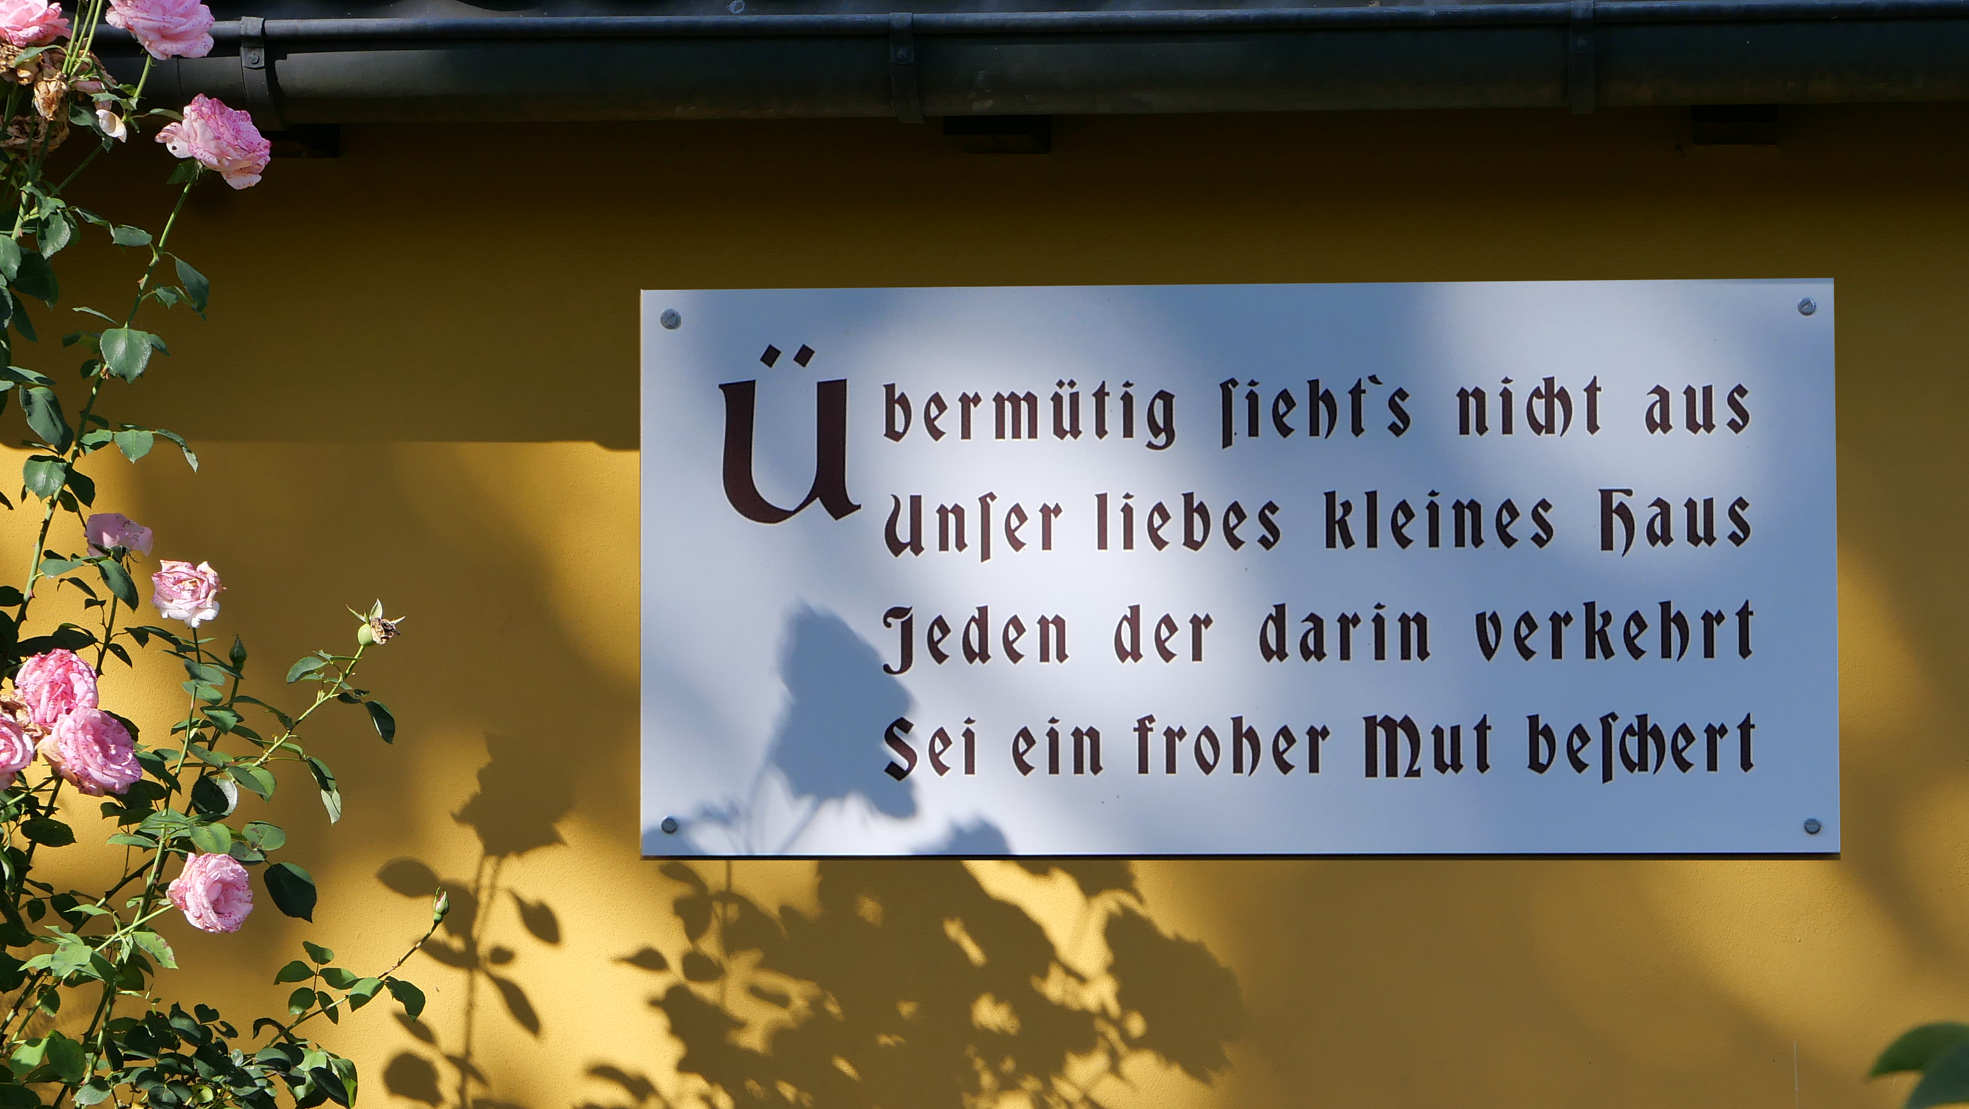 Übermütig ſieht`s nicht aus
Unſer liebes kleines Haus
Jeden der darin verkehrt
Sei ein froher Mut beſchert